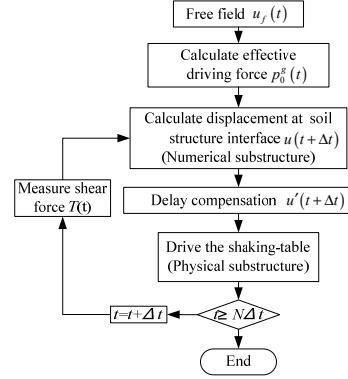 Free field u_f(t)
Calculate effective
driving force p_0^g(t)
Calculate displacement at soil
structure interface u(t+Δt)
(Numerical substructure)
Measure shear
force T(t)
Delay compensation u′(t+Δt)
Drive the shaking-table
(Physical substructure)
t=t+Δt
t≥ NΔt
End